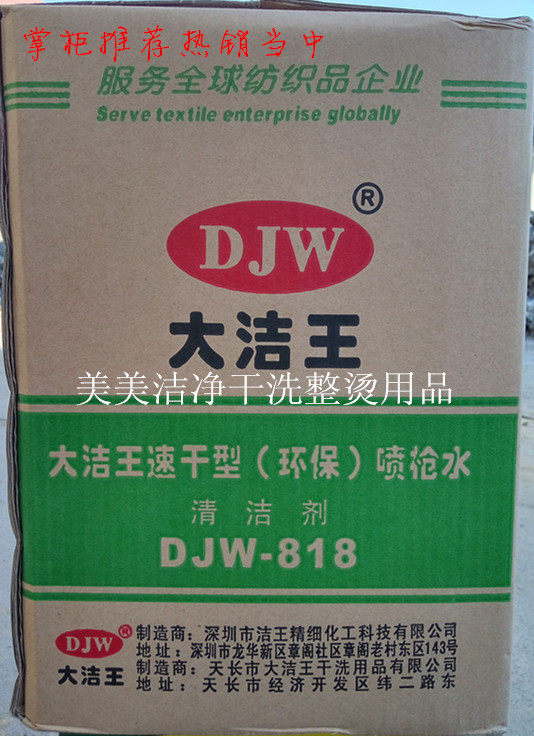 掌柜推荐热销当中
服务全球纺织品企业
Serve textile enterprise globally
DJW®
大洁王
美美洁净干洗整烫用品
大洁王速干型（环保）喷枪水
清洁剂
DJW-818
DJW®
大洁王
制造商：深圳市洁王精细化工科技有限公司
地址：深圳市龙华新区章阁社区章阁老村东区143号
制造商：天长市大洁王干洗用品有限公司
地址：天长市经济开发区纬二路东